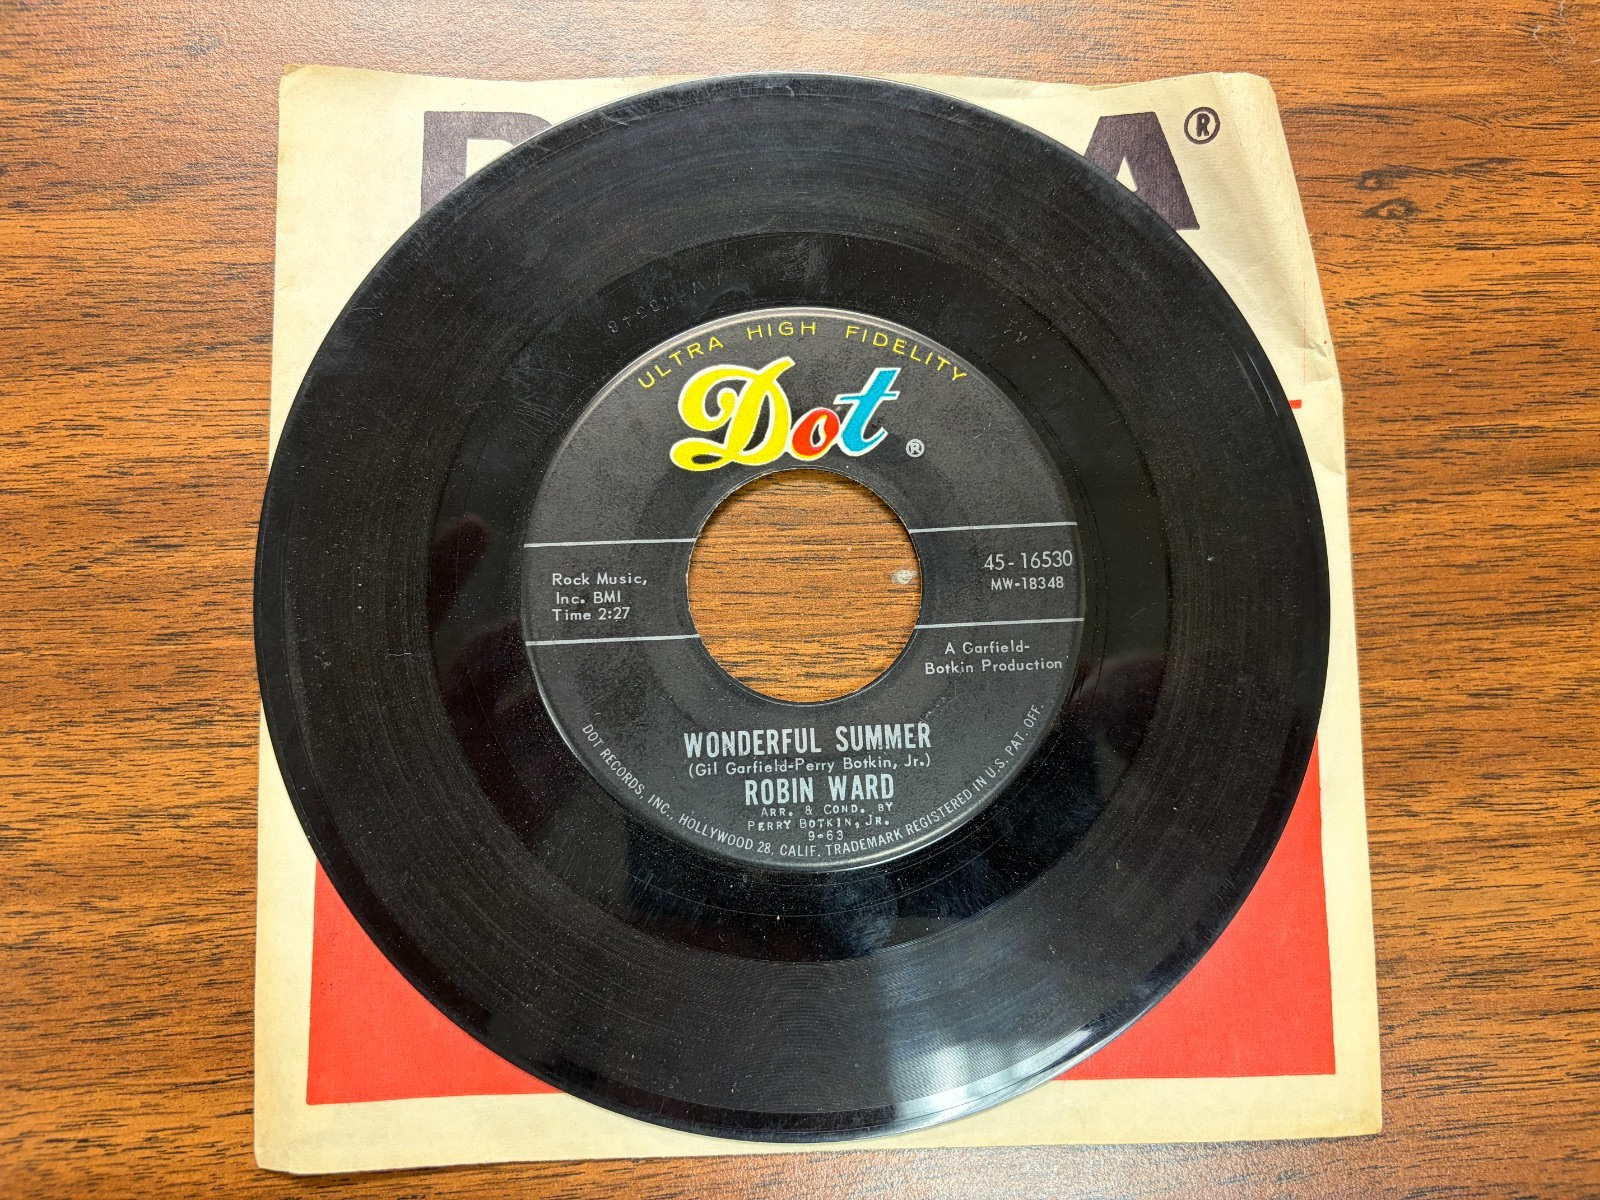 A®
ULTRA HIGH FIDELITY
Dot ®
Rock Music,
Inc. BMI
Time 2:27
45-16530
MW-18348
A Garfield-
Botkin Production
WONDERFUL SUMMER
(Gil Garfield-Perry Botkin, Jr.)
ROBIN WARD
ARR. & COND. BY
PERRY BOTKIN, JR.
9-63
DOT RECORDS, INC., HOLLYWOOD 28, CALIF. TRADEMARK REGISTERED IN U.S. PAT. OFF.